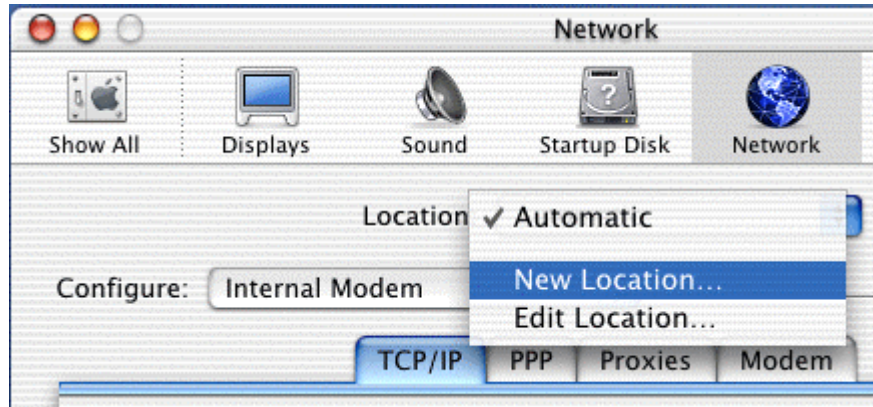 Network
Show All Displays Sound Startup Disk Network
Location ✓ Automatic
New Location...
Configure: Internal Modem
Edit Location...
TCP/IP PPP Proxies Modem